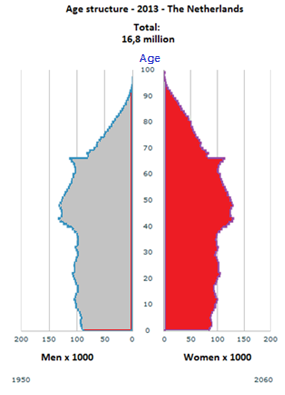 Age structure - 2013 - The Netherlands
Total:
16,8 million
Age
100
90
80
70
60
50
40
30
20
10
0
200 150 100 50 0 0 50 100 150 200
Men x 1000 Women x 1000
1950 2060